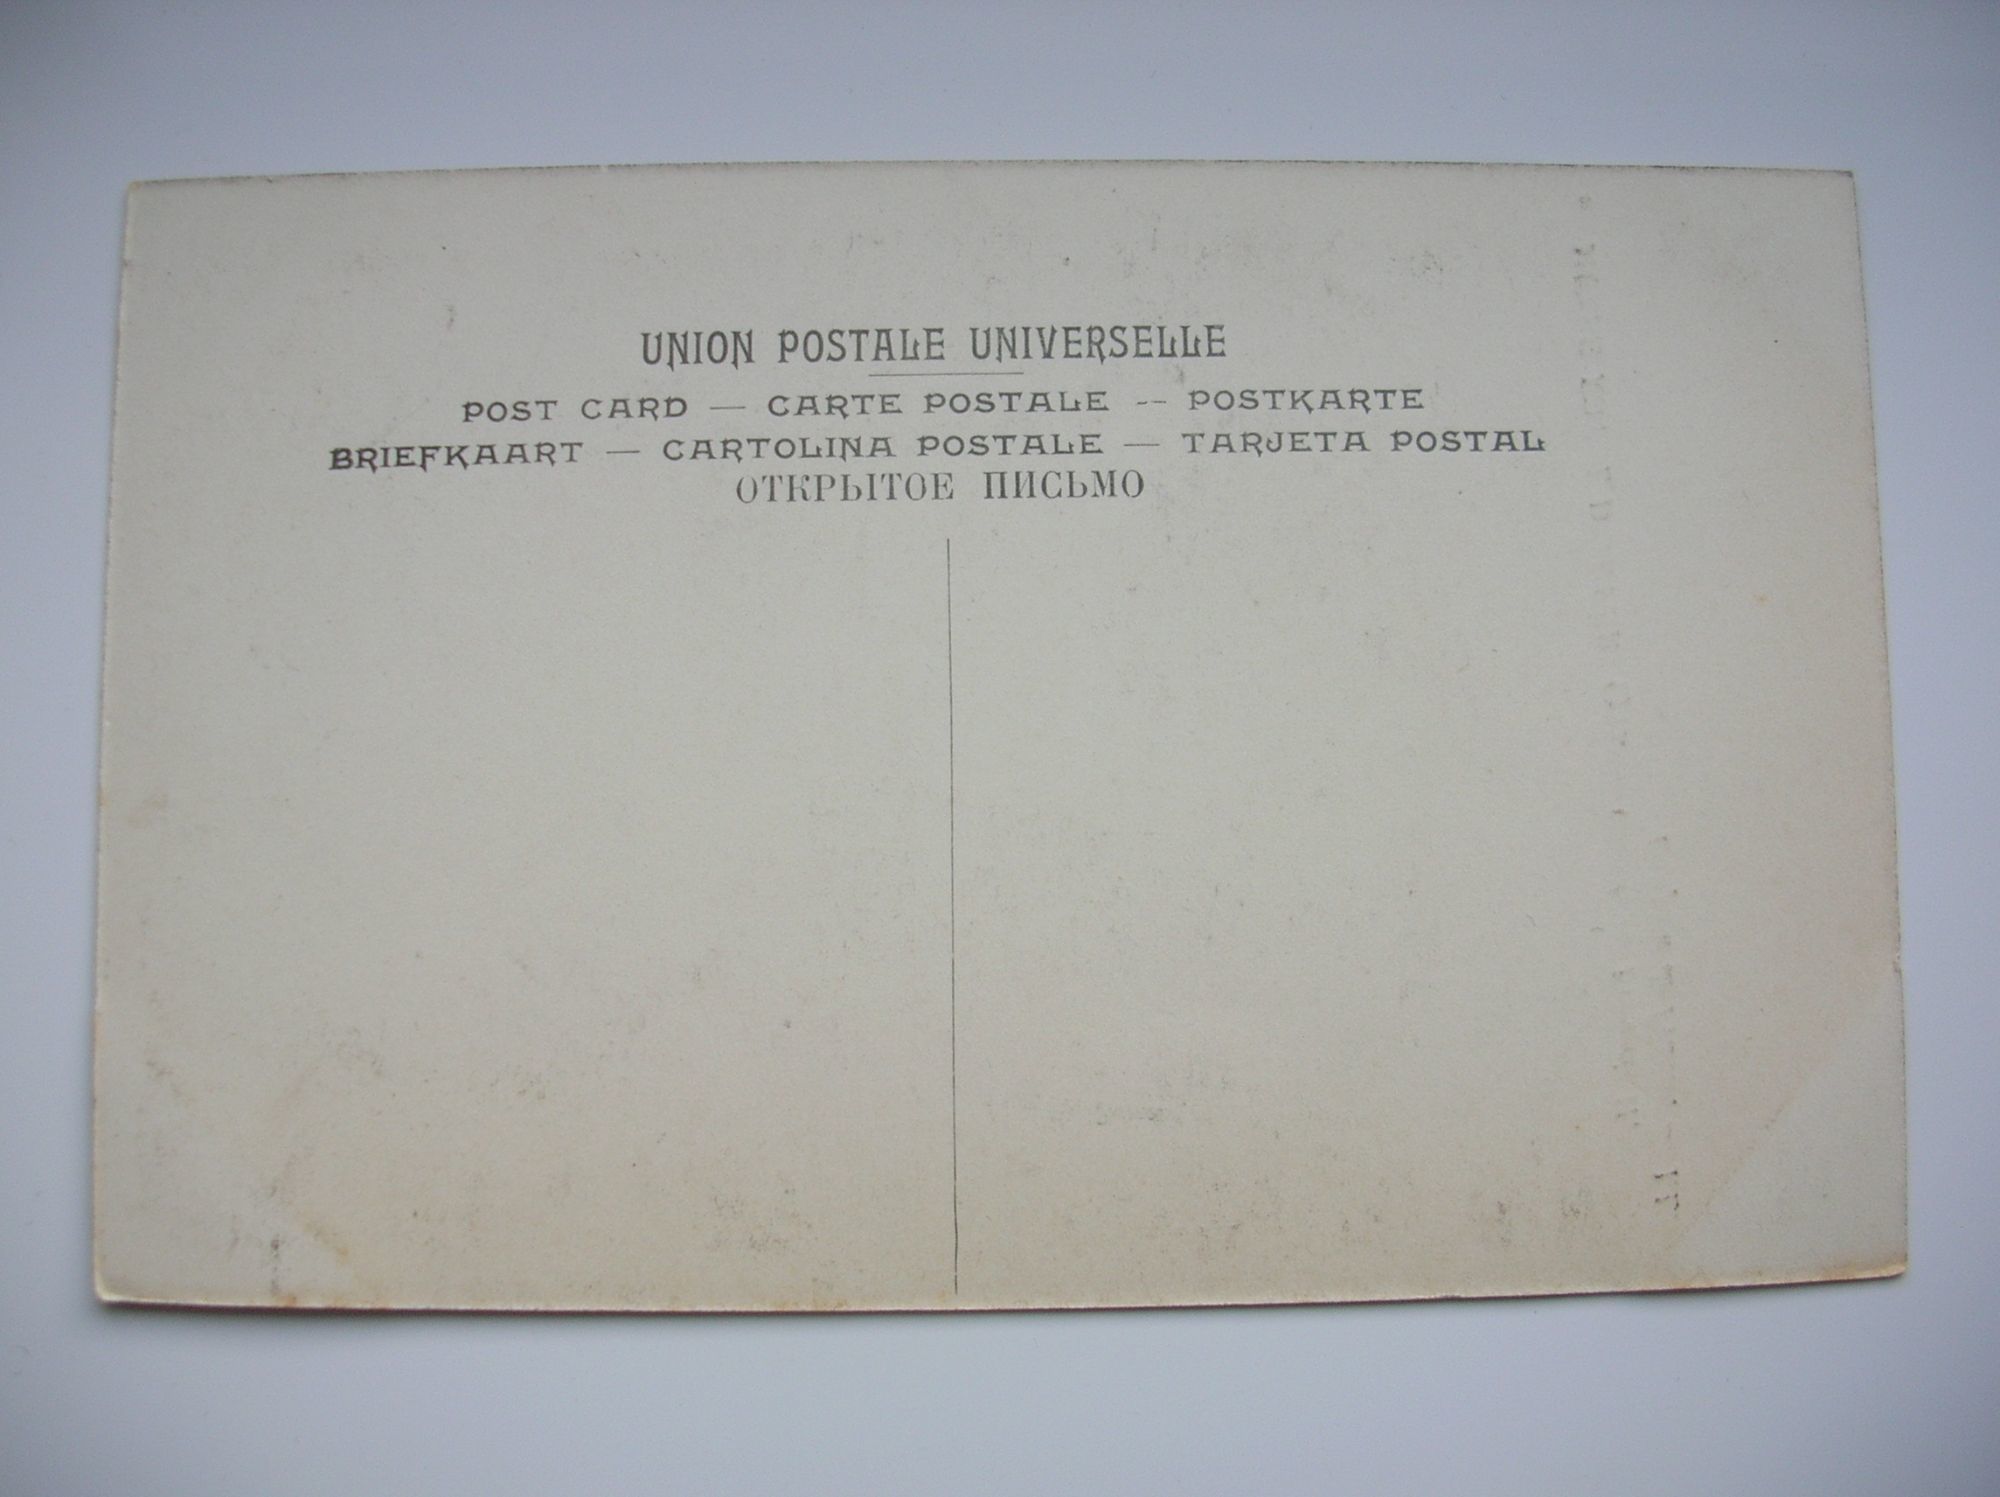 UNION POSTALE UNIVERSELLE
POST CARD — CARTE POSTALE -- POSTKARTE
BRIEFKAART — CARTOLINA POSTALE — TARJETA POSTAL
ОТКРЫТОЕ ПИСЬМО